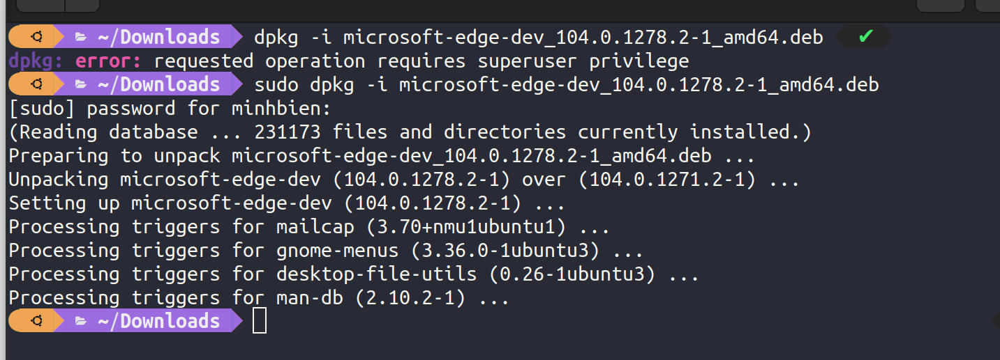 ~/Downloads dpkg -i microsoft-edge-dev_104.0.1278.2-1_amd64.deb ✔
dpkg: error: requested operation requires superuser privilege
~/Downloads sudo dpkg -i microsoft-edge-dev_104.0.1278.2-1_amd64.deb
[sudo] password for minhbien:
(Reading database ... 231173 files and directories currently installed.)
Preparing to unpack microsoft-edge-dev_104.0.1278.2-1_amd64.deb ...
Unpacking microsoft-edge-dev (104.0.1278.2-1) over (104.0.1271.2-1) ...
Setting up microsoft-edge-dev (104.0.1278.2-1) ...
Processing triggers for mailcap (3.70+nmu1ubuntu1) ...
Processing triggers for gnome-menus (3.36.0-1ubuntu3) ...
Processing triggers for desktop-file-utils (0.26-1ubuntu3) ...
Processing triggers for man-db (2.10.2-1) ...
~/Downloads